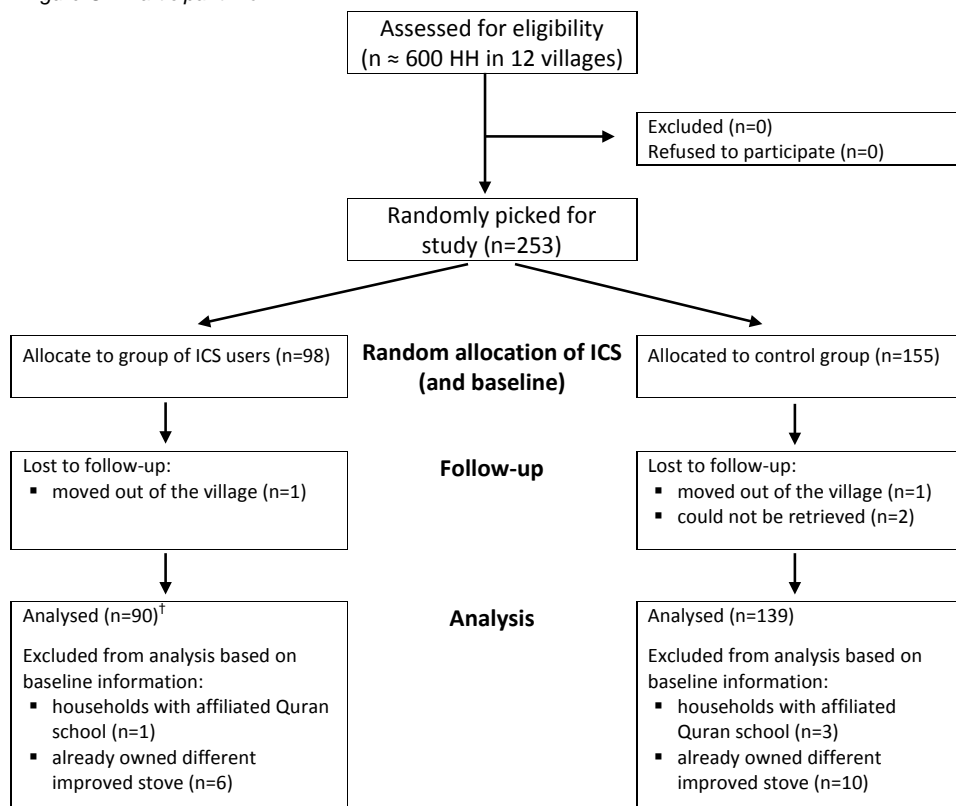 Assessed for eligibility
(n ≈ 600 HH in 12 villages)
Excluded (n=0)
Refused to participate (n=0)
Randomly picked for
study (n=253)
Allocate to group of ICS users (n=98)
Random allocation of ICS
(and baseline)
Allocated to control group (n=155)
Lost to follow-up:
▪ moved out of the village (n=1)
Follow-up
Lost to follow-up:
▪ moved out of the village (n=1)
▪ could not be retrieved (n=2)
Analysed (n=90)†
Excluded from analysis based on
baseline information:
▪ households with affiliated Quran
school (n=1)
▪ already owned different
improved stove (n=6)
Analysis
Analysed (n=139)
Excluded from analysis based on
baseline information:
▪ households with affiliated
Quran school (n=3)
▪ already owned different
improved stove (n=10)